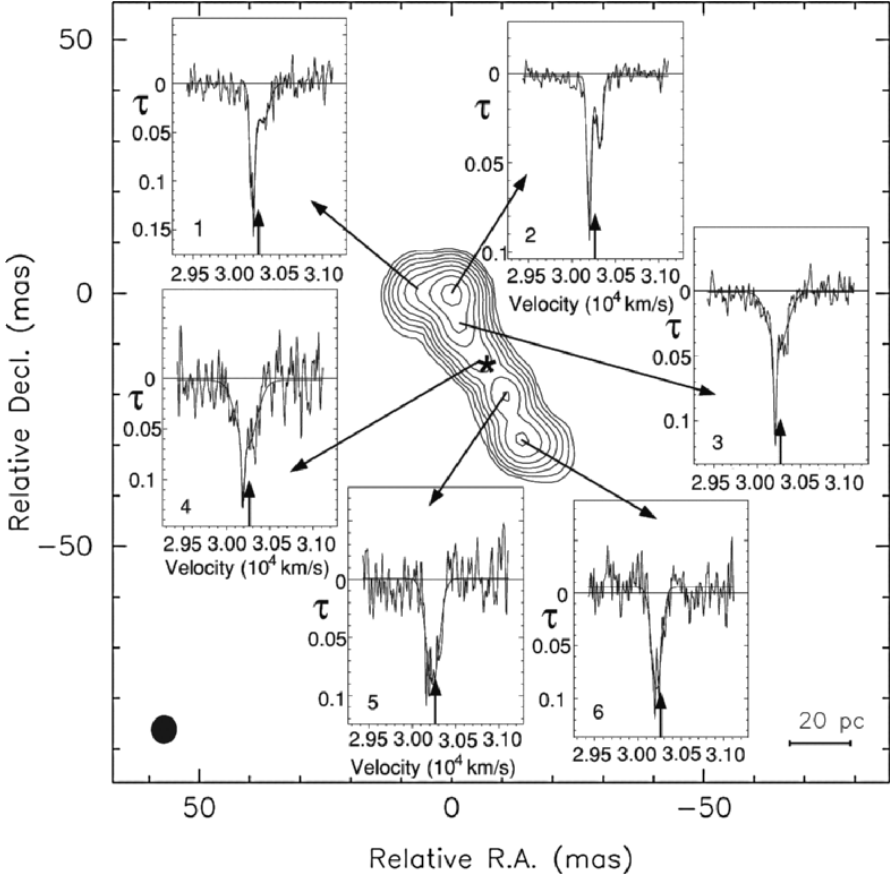 50
0
−50
Relative Decl. (mas)
50
0
−50
Relative R.A. (mas)
20 pc
τ
0
0.05
0.1
0.15
1
2.95 3.00 3.05 3.10
τ
0
0.05
0.1
2
2.95 3.00 3.05 3.10
Velocity (10⁴ km/s)
τ
0
0.05
0.1
3
2.95 3.00 3.05 3.10
τ
0
0.05
0.1
4
2.95 3.00 3.05 3.10
Velocity (10⁴ km/s)
*
τ
0
0.05
0.1
5
2.95 3.00 3.05 3.10
Velocity (10⁴ km/s)
τ
0
0.05
0.1
6
2.95 3.00 3.05 3.10